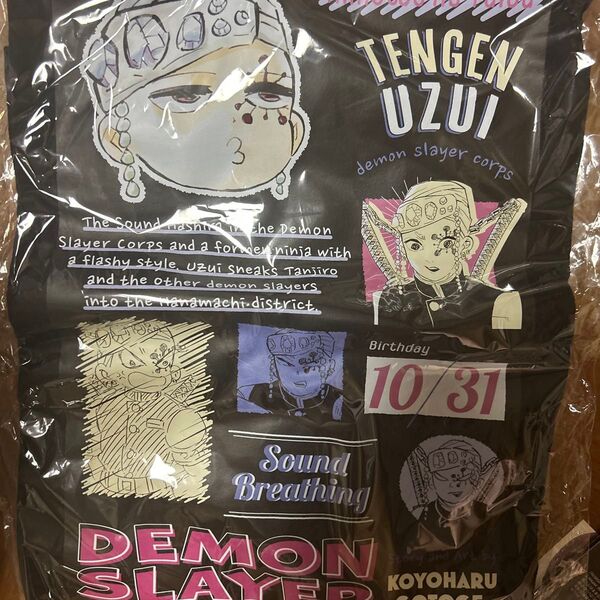 TENGEN
UZUI
demon slayer corps
The Sound Hashira in the Demon
Slayer Corps and a former ninja with
a flashy style. Uzui sneaks Tanjiro
and the other demon slayers
into the Hanamachi district.
Birthday
10/31
Sound
Breathing
DEMON
SLAYER
KOYOHARU
GOTOGE